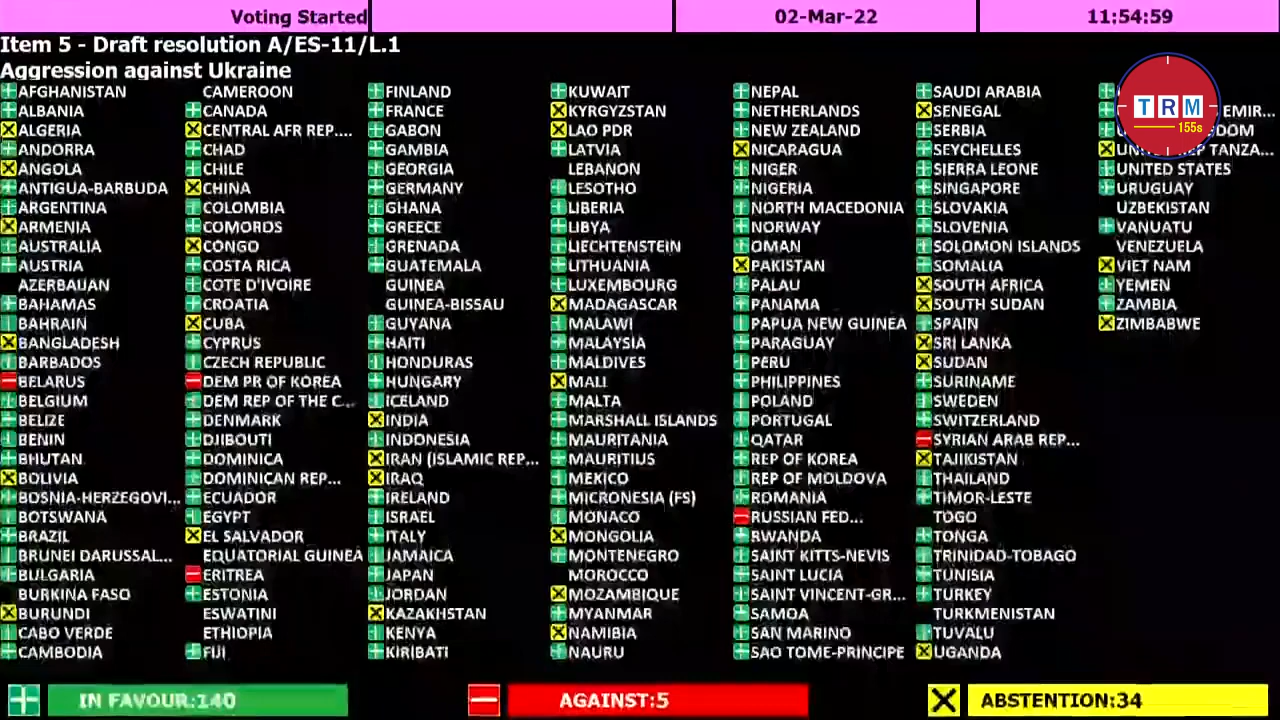 Voting Started
02-Mar-22
11:54:59
Item 5 - Draft resolution A/ES-11/L.1
Aggression against Ukraine
AFGHANISTAN
ALBANIA
ALGERIA
ANDORRA
ANGOLA
ANTIGUA-BARBUDA
ARGENTINA
ARMENIA
AUSTRALIA
AUSTRIA
AZERBAIJAN
BAHAMAS
BAHRAIN
BANGLADESH
BARBADOS
BELARUS
BELGIUM
BELIZE
BENIN
BHUTAN
BOLIVIA
BOSNIA-HERZEGOVI...
BOTSWANA
BRAZIL
BRUNEI DARUSSAL...
BULGARIA
BURKINA FASO
BURUNDI
CABO VERDE
CAMBODIA
CAMEROON
CANADA
CENTRAL AFR REP....
CHAD
CHILE
CHINA
COLOMBIA
COMOROS
CONGO
COSTA RICA
COTE D'IVOIRE
CROATIA
CUBA
CYPRUS
CZECH REPUBLIC
DEM PR OF KOREA
DEM REP OF THE C...
DENMARK
DJIBOUTI
DOMINICA
DOMINICAN REP...
ECUADOR
EGYPT
EL SALVADOR
EQUATORIAL GUINEA
ERITREA
ESTONIA
ESWATINI
ETHIOPIA
FIJI
FINLAND
FRANCE
GABON
GAMBIA
GEORGIA
GERMANY
GHANA
GREECE
GRENADA
GUATEMALA
GUINEA
GUINEA-BISSAU
GUYANA
HAITI
HONDURAS
HUNGARY
ICELAND
INDIA
INDONESIA
IRAN (ISLAMIC REP...
IRAQ
IRELAND
ISRAEL
ITALY
JAMAICA
JAPAN
JORDAN
KAZAKHSTAN
KENYA
KIRIBATI
KUWAIT
KYRGYZSTAN
LAO PDR
LATVIA
LEBANON
LESOTHO
LIBERIA
LIBYA
LIECHTENSTEIN
LITHUANIA
LUXEMBOURG
MADAGASCAR
MALAWI
MALAYSIA
MALDIVES
MALI
MALTA
MARSHALL ISLANDS
MAURITANIA
MAURITIUS
MEXICO
MICRONESIA (FS)
MONACO
MONGOLIA
MONTENEGRO
MOROCCO
MOZAMBIQUE
MYANMAR
NAMIBIA
NAURU
NEPAL
NETHERLANDS
NEW ZEALAND
NICARAGUA
NIGER
NIGERIA
NORTH MACEDONIA
NORWAY
OMAN
PAKISTAN
PALAU
PANAMA
PAPUA NEW GUINEA
PARAGUAY
PERU
PHILIPPINES
POLAND
PORTUGAL
QATAR
REP OF KOREA
REP OF MOLDOVA
ROMANIA
RUSSIAN FED...
RWANDA
SAINT KITTS-NEVIS
SAINT LUCIA
SAINT VINCENT-GR...
SAMOA
SAN MARINO
SAO TOME-PRINCIPE
SAUDI ARABIA
SENEGAL
SERBIA
SEYCHELLES
SIERRA LEONE
SINGAPORE
SLOVAKIA
SLOVENIA
SOLOMON ISLANDS
SOMALIA
SOUTH AFRICA
SOUTH SUDAN
SPAIN
SRI LANKA
SUDAN
SURINAME
SWEDEN
SWITZERLAND
SYRIAN ARAB REP...
TAJIKISTAN
THAILAND
TIMOR-LESTE
TOGO
TONGA
TRINIDAD-TOBAGO
TUNISIA
TURKEY
TURKMENISTAN
TUVALU
UGANDA
TRM
155s
EMIR...
DOM
TANZA...
UNITED STATES
URUGUAY
UZBEKISTAN
VANUATU
VENEZUELA
VIET NAM
YEMEN
ZAMBIA
ZIMBABWE
IN FAVOUR:140
AGAINST:5
ABSTENTION:34